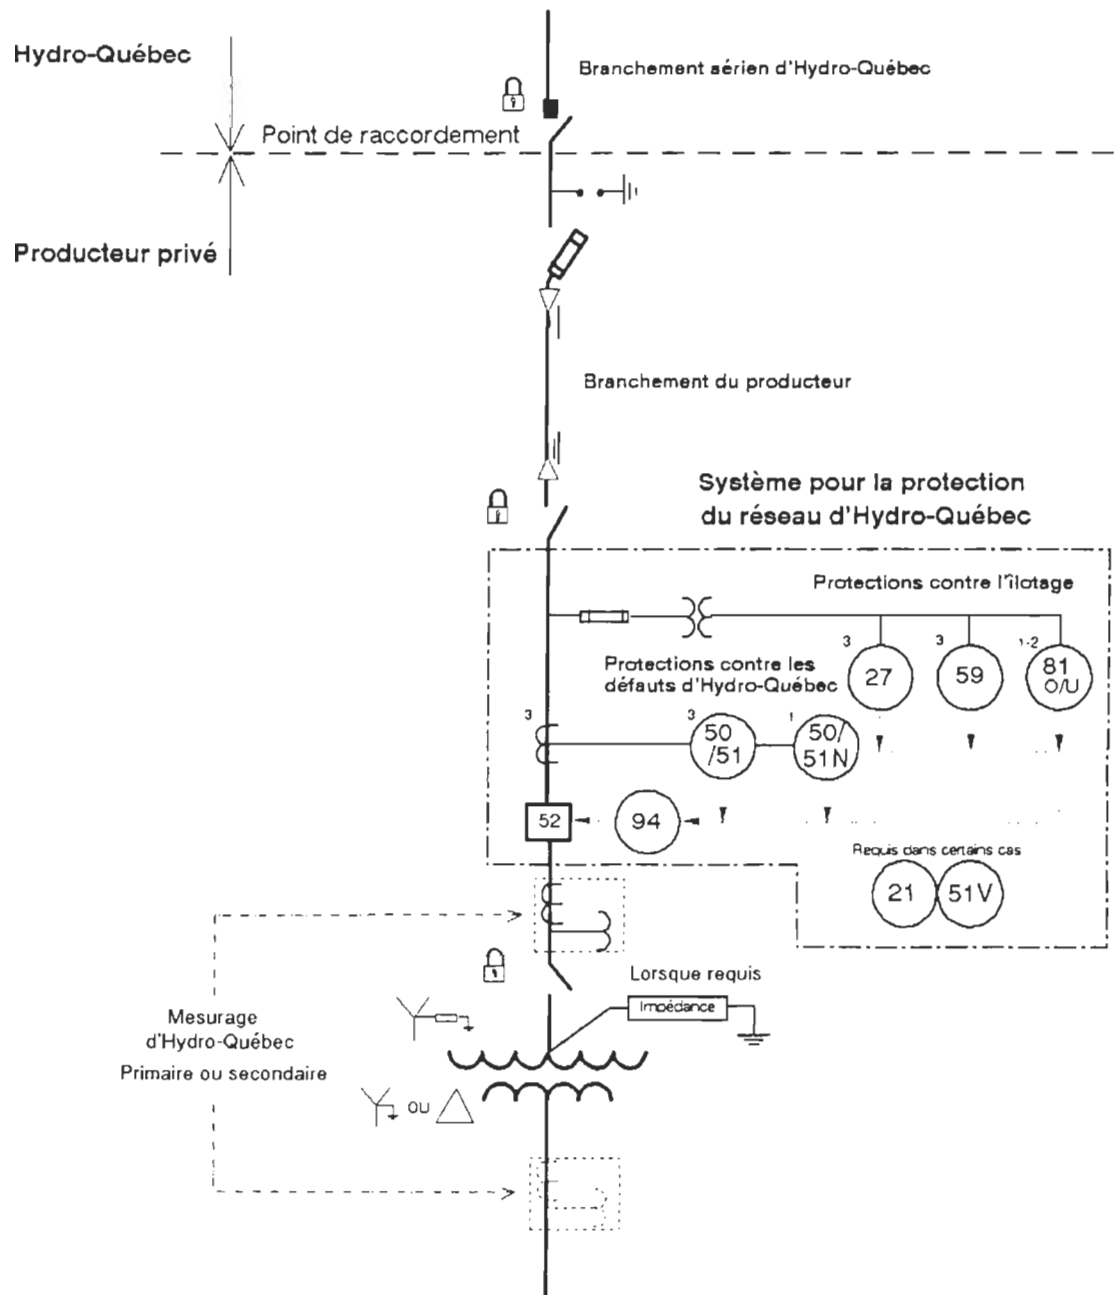 Hydro-Québec
Branchement aérien d'Hydro-Québec
Point de raccordement
Producteur privé
Branchement du producteur
Système pour la protection
du réseau d'Hydro-Québec
Protections contre l'îlotage
3
3
1-2
27
59
81
O/U
Protections contre les
défauts d'Hydro-Québec
3
3
1
50
/51
50/
51N
52
94
Requis dans certains cas
21
51V
Lorsque requis
Impédance
Mesurage
d'Hydro-Québec
Primaire ou secondaire
ou